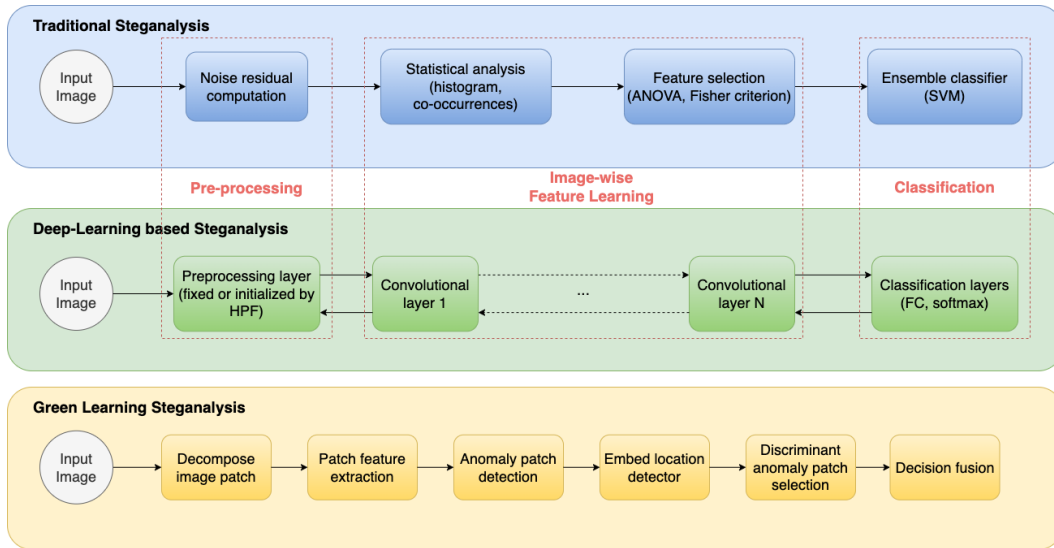 Traditional Steganalysis
Input
Image
Noise residual
computation
Statistical analysis
(histogram,
co-occurrences)
Feature selection
(ANOVA, Fisher criterion)
Ensemble classifier
(SVM)
Pre-processing
Image-wise
Feature Learning
Classification
Deep-Learning based Steganalysis
Input
Image
Preprocessing layer
(fixed or initialized by
HPF)
Convolutional
layer 1
...
Convolutional
layer N
Classification layers
(FC, softmax)
Green Learning Steganalysis
Input
Image
Decompose
image patch
Patch feature
extraction
Anomaly patch
detection
Embed location
detector
Discriminant
anomaly patch
selection
Decision fusion